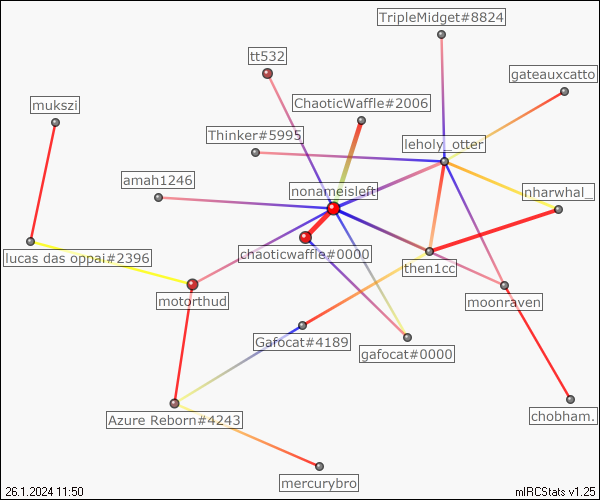 TripleMidget#8824
tt532
gateauxcatto
mukszi
ChaoticWaffle#2006
Thinker#5995
leholy_otter
amah1246
nonameisleft
nharwhal_
lucas das oppai#2396
chaoticwaffle#0000
then1cc
motorthud
moonraven
Gafocat#4189
gafocat#0000
Azure Reborn#4243
chobham.
mercurybro
26.1.2024 11:50
mIRCStats v1.25